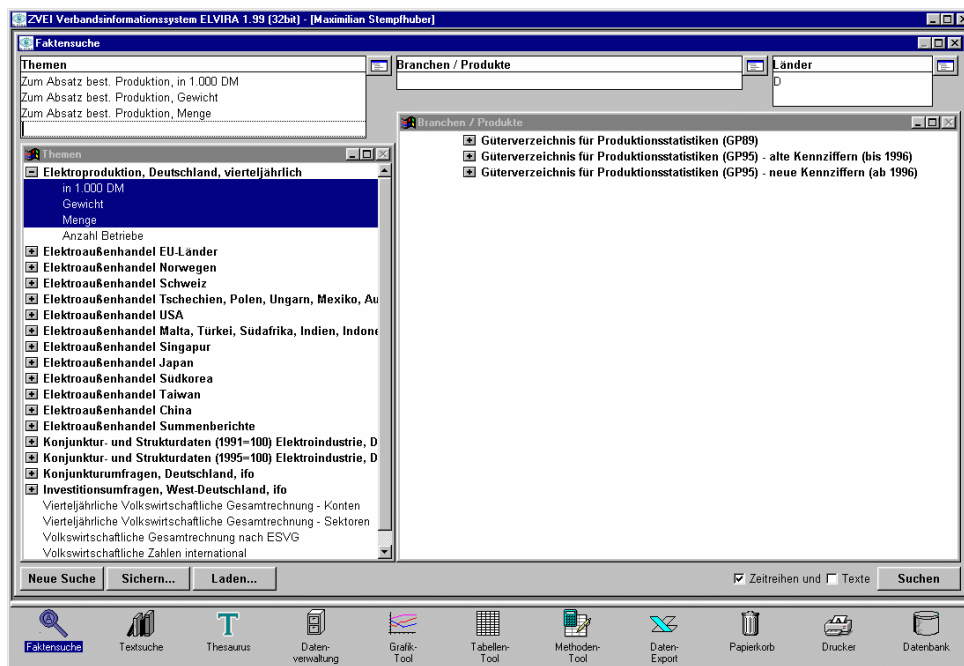 ZVEI Verbandsinformationssystem ELVIRA 1.99 (32bit) - [Maximilian Stempfhuber]
Faktensuche
Themen
Zum Absatz best. Produktion, in 1.000 DM
Zum Absatz best. Produktion, Gewicht
Zum Absatz best. Produktion, Menge
Branchen / Produkte
Länder
D
Themen
Elektroproduktion, Deutschland, vierteljährlich
in 1.000 DM
Gewicht
Menge
Anzahl Betriebe
Elektroaußenhandel EU-Länder
Elektroaußenhandel Norwegen
Elektroaußenhandel Schweiz
Elektroaußenhandel Tschechien, Polen, Ungarn, Mexiko, Au
Elektroaußenhandel USA
Elektroaußenhandel Malta, Türkei, Südafrika, Indien, Indone
Elektroaußenhandel Singapur
Elektroaußenhandel Japan
Elektroaußenhandel Südkorea
Elektroaußenhandel Taiwan
Elektroaußenhandel China
Elektroaußenhandel Summenberichte
Konjunktur- und Strukturdaten (1991=100) Elektroindustrie, D
Konjunktur- und Strukturdaten (1995=100) Elektroindustrie, D
Konjunkturumfragen, Deutschland, ifo
Investitionsumfragen, West-Deutschland, ifo
Vierteljährliche Volkswirtschaftliche Gesamtrechnung - Konten
Vierteljährliche Volkswirtschaftliche Gesamtrechnung - Sektoren
Volkswirtschaftliche Gesamtrechnung nach ESVG
Volkswirtschaftliche Zahlen international
Branchen / Produkte
Güterverzeichnis für Produktionsstatistiken (GP89)
Güterverzeichnis für Produktionsstatistiken (GP95) - alte Kennziffern (bis 1996)
Güterverzeichnis für Produktionsstatistiken (GP95) - neue Kennziffern (ab 1996)
Neue Suche
Sichern...
Laden...
Zeitreihen und
Texte
Suchen
Faktensuche
Textsuche
T
Thesaurus
Daten-
verwaltung
Grafik-
Tool
Tabellen-
Tool
Methoden-
Tool
Daten-
Export
Papierkorb
Drucker
Datenbank